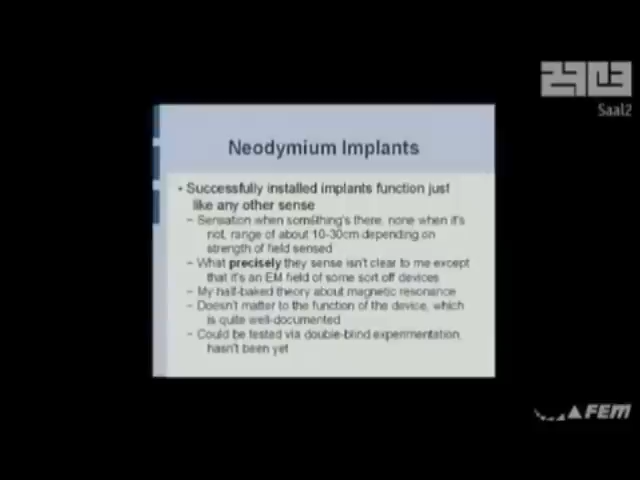 Saal2
Neodymium Implants
• Successfully installed implants function just
like any other sense
– Sensation when something's there, none when it's
not, range of about 10-30cm depending on
strength of field sensed
– What precisely they sense isn't clear to me except
that it's an EM field of some sort off devices
– My half-baked theory about magnetic resonance
– Doesn't matter to the function of the device, which
is quite well-documented
– Could be tested via double-blind experimentation,
hasn't been yet
FEM